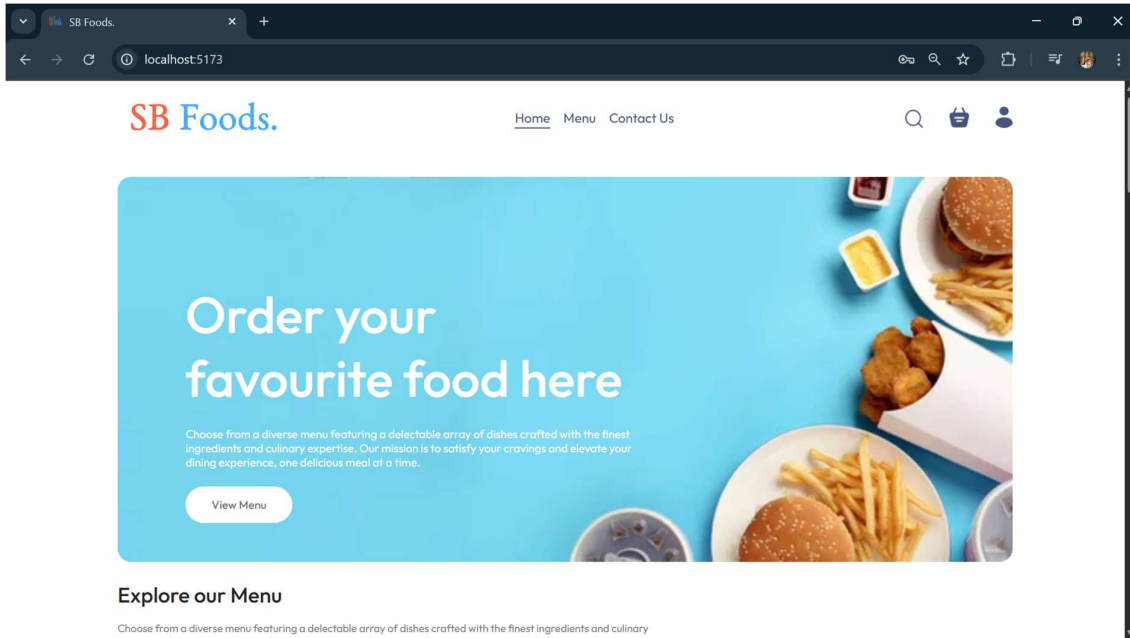 SB Foods.
localhost:5173
SB Foods.
Home Menu Contact Us
Order your
favourite food here
Choose from a diverse menu featuring a delectable array of dishes crafted with the finest
ingredients and culinary expertise. Our mission is to satisfy your cravings and elevate your
dining experience, one delicious meal at a time.
View Menu
Explore our Menu
Choose from a diverse menu featuring a delectable array of dishes crafted with the finest ingredients and culinary